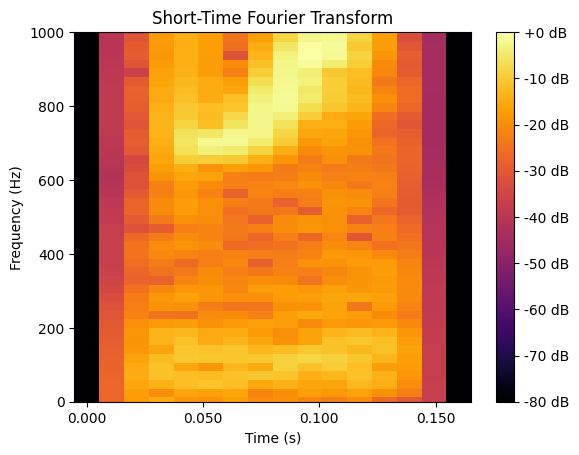 Short-Time Fourier Transform
1000
800
600
400
200
0
Frequency (Hz)
0.000
0.050
0.100
0.150
Time (s)
+0 dB
-10 dB
-20 dB
-30 dB
-40 dB
-50 dB
-60 dB
-70 dB
-80 dB